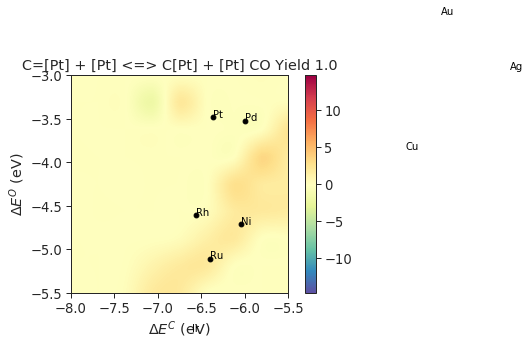 Au
Ag
C=[Pt] + [Pt] <=> C[Pt] + [Pt] CO Yield 1.0
Cu
Pt
Pd
Rh
Ni
Ru
−3.0
−3.5
−4.0
−4.5
−5.0
−5.5
ΔE^O (eV)
−8.0 −7.5 −7.0 −6.5 −6.0 −5.5
ΔE^C (eV)
Ir
10
5
0
−5
−10